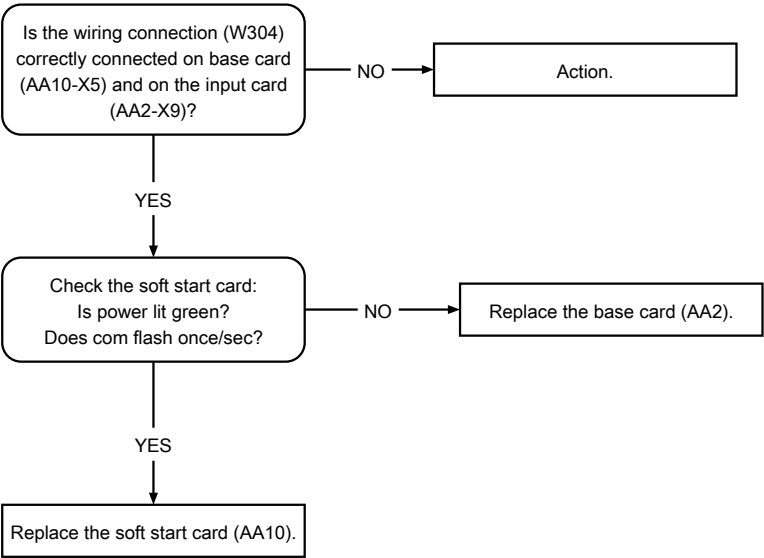 Is the wiring connection (W304)
correctly connected on base card
(AA10-X5) and on the input card
(AA2-X9)?
NO
Action.
YES
Check the soft start card:
Is power lit green?
Does com flash once/sec?
NO
Replace the base card (AA2).
YES
Replace the soft start card (AA10).